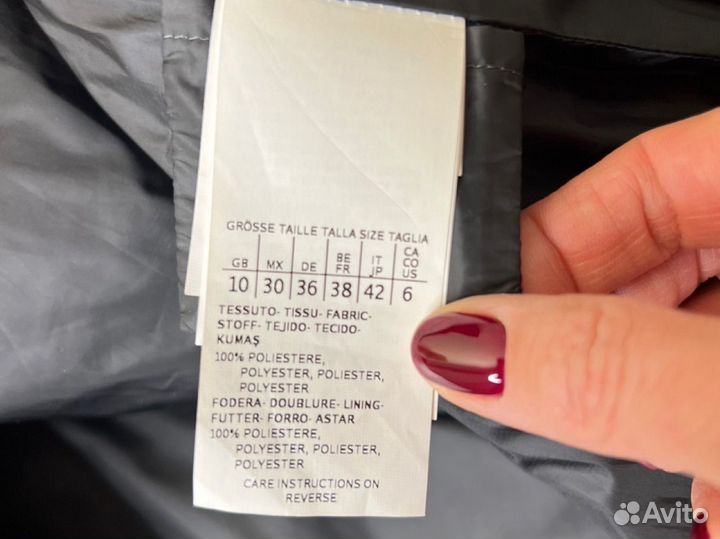 GRÖSSE TAILLE TALLA SIZE TAGLIA
GB MX DE BE FR IT JP CA CO US
10 30 36 38 42 6
TESSUTO- TISSU- FABRIC-
STOFF- TEJIDO- TECIDO-
KUMAŞ
100% POLIESTERE,
POLYESTER, POLIESTER,
POLYESTER
FODERA- DOUBLURE- LINING-
FUTTER- FORRO- ASTAR
100% POLIESTERE,
POLYESTER, POLIESTER,
POLYESTER
CARE INSTRUCTIONS ON
REVERSE
Avito